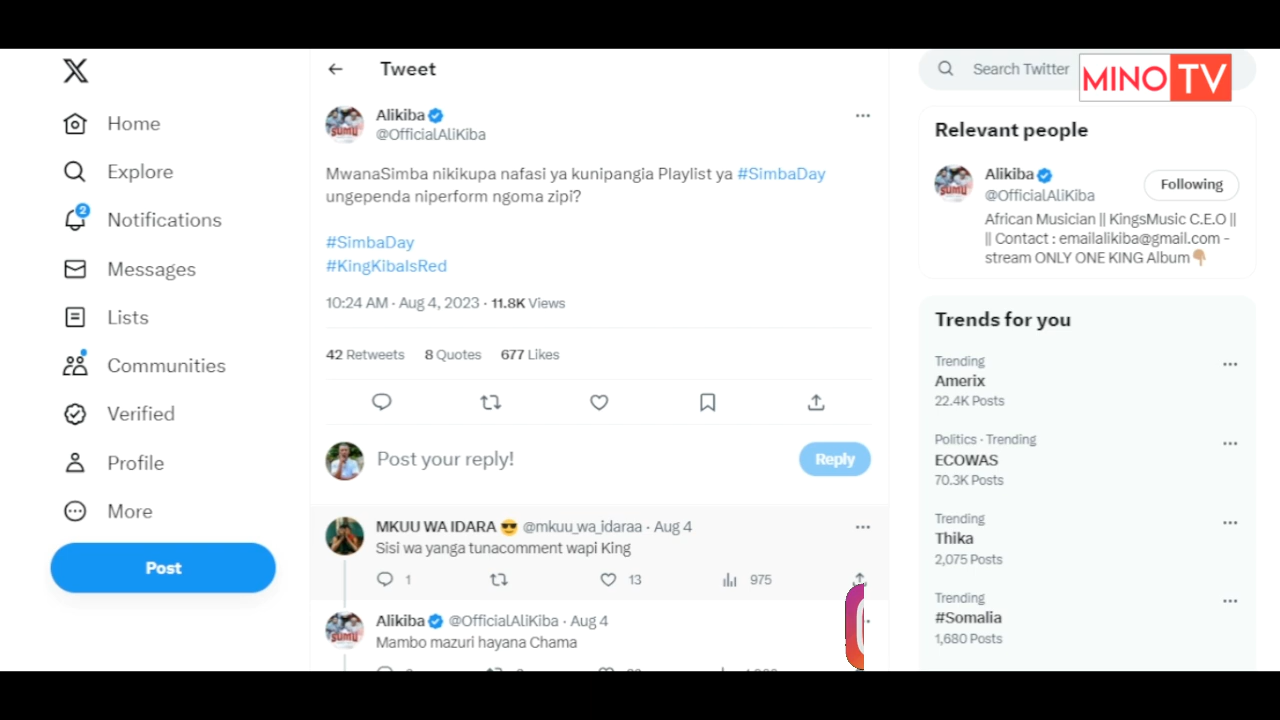 MINO TV
Home
Explore
2
Notifications
Messages
Lists
Communities
Verified
Profile
More
Post
Tweet
Alikiba
@OfficialAliKiba
MwanaSimba nikikupa nafasi ya kunipangia Playlist ya #SimbaDay
ungependa niperform ngoma zipi?
#SimbaDay
#KingKibaIsRed
10:24 AM · Aug 4, 2023 · 11.8K Views
42 Retweets 8 Quotes 677 Likes
Post your reply!
Reply
MKUU WA IDARA 😎 @mkuu_wa_idaraa · Aug 4
Sisi wa yanga tunacomment wapi King
1 13 975
Alikiba @OfficialAliKiba · Aug 4
Mambo mazuri hayana Chama
Search Twitter
Relevant people
Alikiba
@OfficialAliKiba
Following
African Musician || KingsMusic C.E.O ||
|| Contact : emailalikiba@gmail.com -
stream ONLY ONE KING Album👇🏽
Trends for you
Trending
Amerix
22.4K Posts
Politics · Trending
ECOWAS
70.3K Posts
Trending
Thika
2,075 Posts
Trending
#Somalia
1,680 Posts